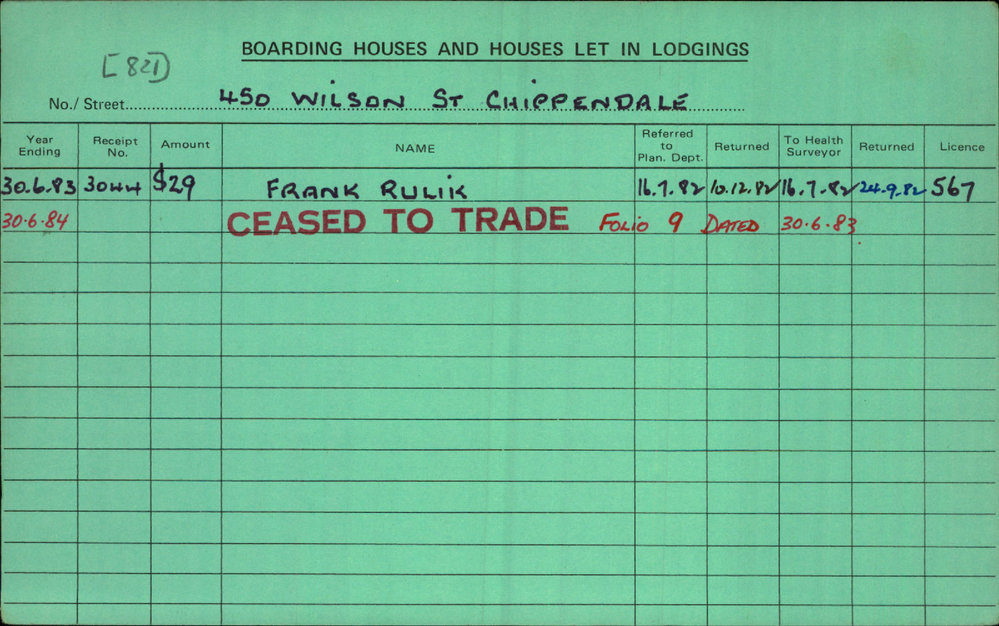 BOARDING HOUSES AND HOUSES LET IN LODGINGS
[821]
No./ Street 450 WILSON ST CHIPPENDALE
Year Ending Receipt No. Amount NAME Referred to Plan. Dept. Returned To Health Surveyor Returned Licence
30.6.83 3044 $29 FRANK RULIK 16.7.82 10.12.82 16.7.82 24.9.82 567
30.6.84 CEASED TO TRADE FOLIO 9 DATED 30.6.83